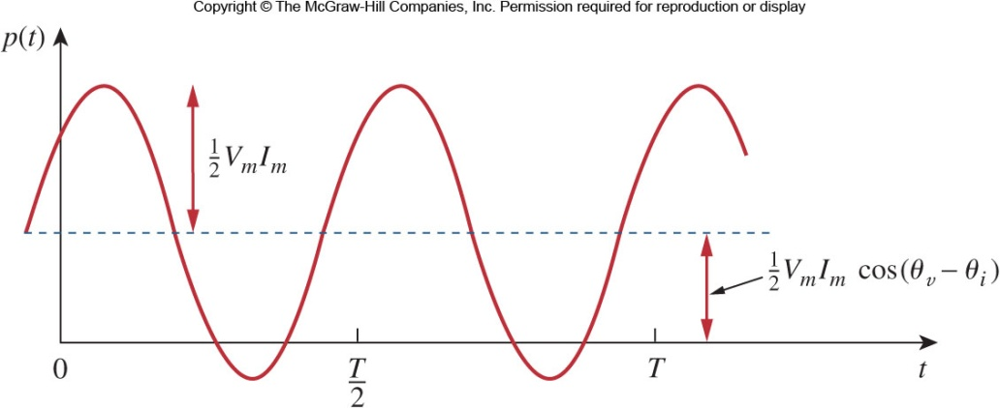 Copyright © The McGraw-Hill Companies, Inc. Permission required for reproduction or display
p(t)
½ VₘIₘ
½ VₘIₘ cos(θᵥ − θᵢ)
0
T/2
T
t